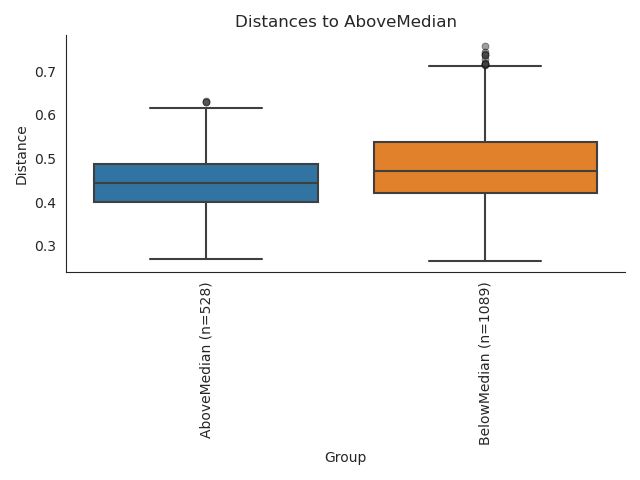 Distances to AboveMedian
Distance
0.7
0.6
0.5
0.4
0.3
AboveMedian (n=528)
BelowMedian (n=1089)
Group